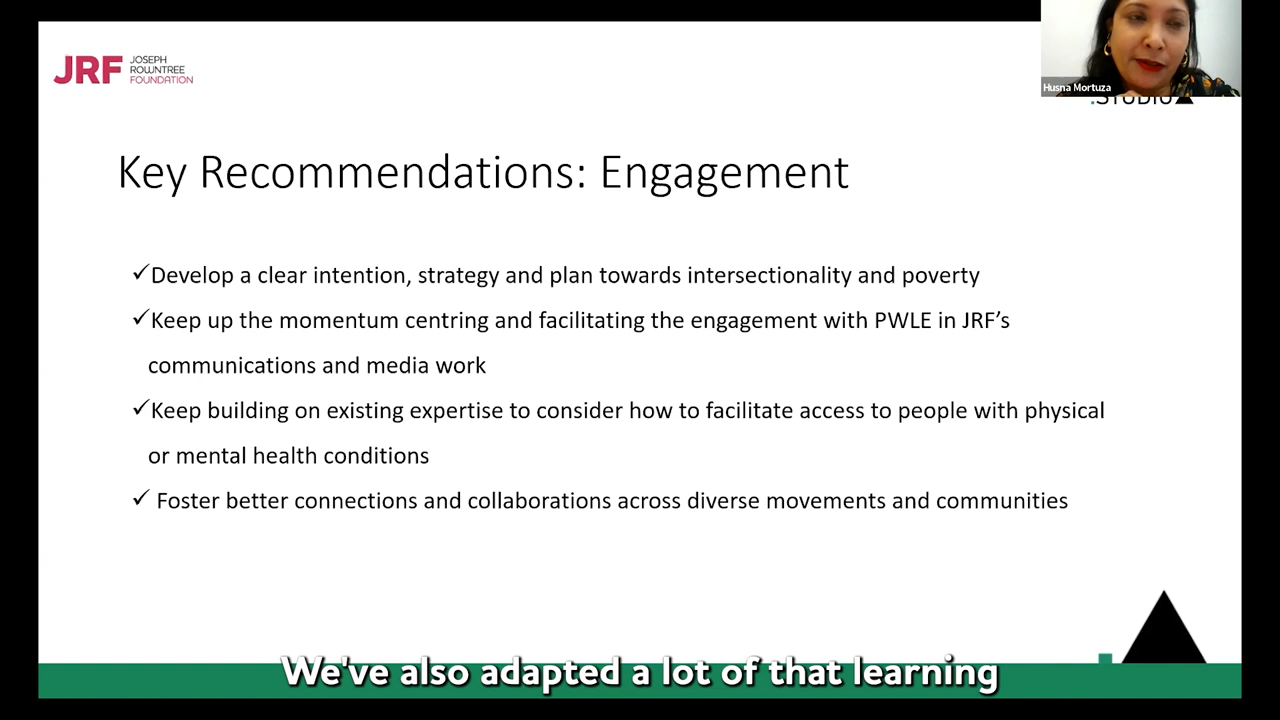 JRF JOSEPH
ROWNTREE
FOUNDATION
Husna Mortuza
.STUDIO
Key Recommendations: Engagement
✓Develop a clear intention, strategy and plan towards intersectionality and poverty
✓Keep up the momentum centring and facilitating the engagement with PWLE in JRF’s
communications and media work
✓Keep building on existing expertise to consider how to facilitate access to people with physical
or mental health conditions
✓ Foster better connections and collaborations across diverse movements and communities
We've also adapted a lot of that learning